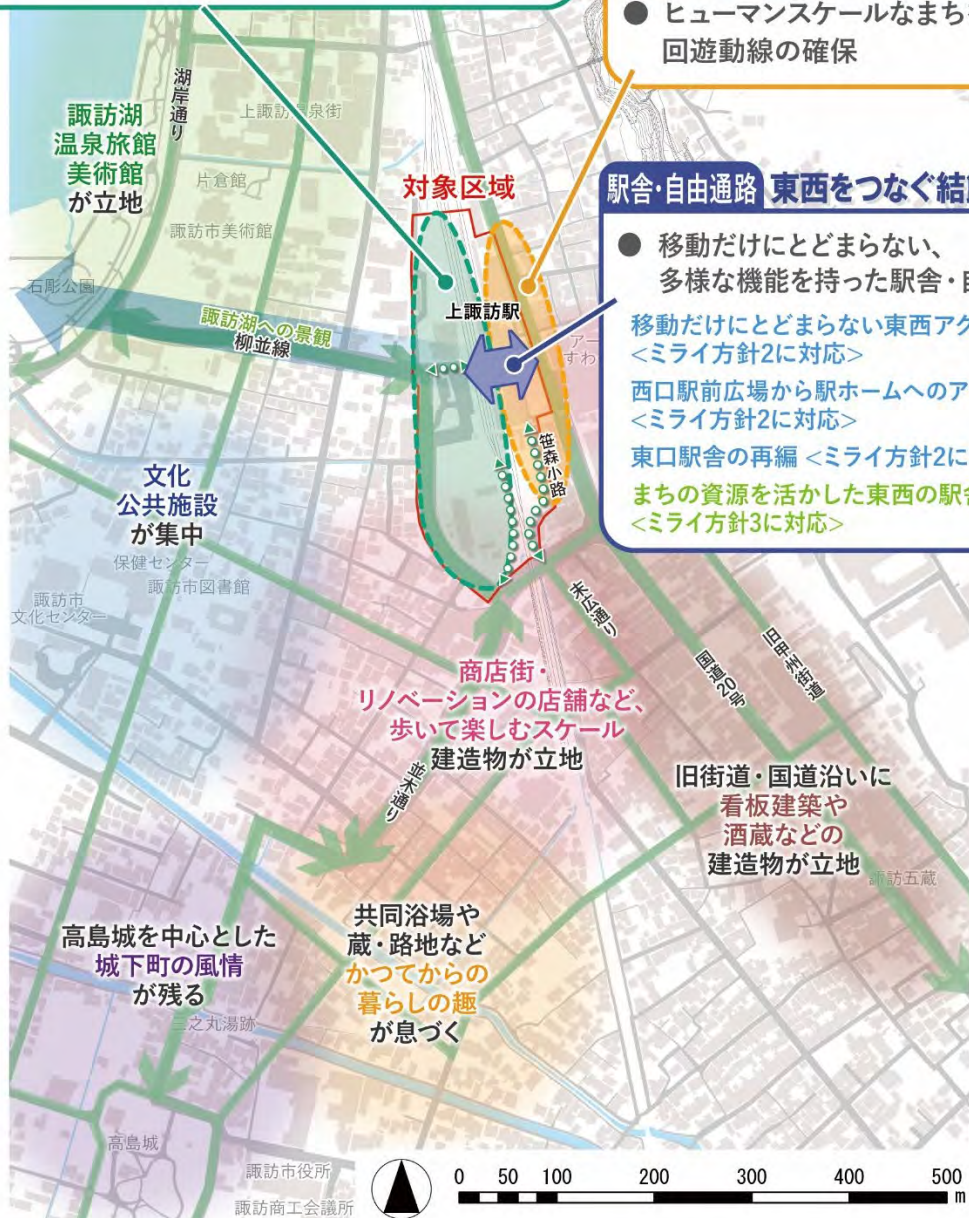 ● ヒューマンスケールなまち
回遊動線の確保
湖岸通り
上諏訪温泉街
諏訪湖
温泉旅館
美術館
が立地
片倉館
諏訪市美術館
石彫公園
対象区域
上諏訪駅
諏訪湖への景観
柳並線
駅舎・自由通路 東西をつなぐ結
● 移動だけにとどまらない、
多様な機能を持った駅舎・
移動だけにとどまらない東西アク
<ミライ方針2に対応>
西口駅前広場から駅ホームへのア
<ミライ方針2に対応>
東口駅舎の再編 <ミライ方針2に
まちの資源を活かした東西の駅舎
<ミライ方針3に対応>
アー
すわ
笹森小路
文化
公共施設
が集中
保健センター
諏訪市図書館
諏訪市
文化センター
末広通り
国道20号
旧甲州街道
商店街・
リノベーションの店舗など、
歩いて楽しむスケール
建造物が立地
並木通り
旧街道・国道沿いに
看板建築や
酒蔵などの
建造物が立地
諏訪五蔵
高島城を中心とした
城下町の風情
が残る
三之丸湯跡
共同浴場や
蔵・路地など
かつてからの
暮らしの趣
が息づく
高島城
諏訪市役所
諏訪商工会議所
0 50 100 200 300 400 500
m